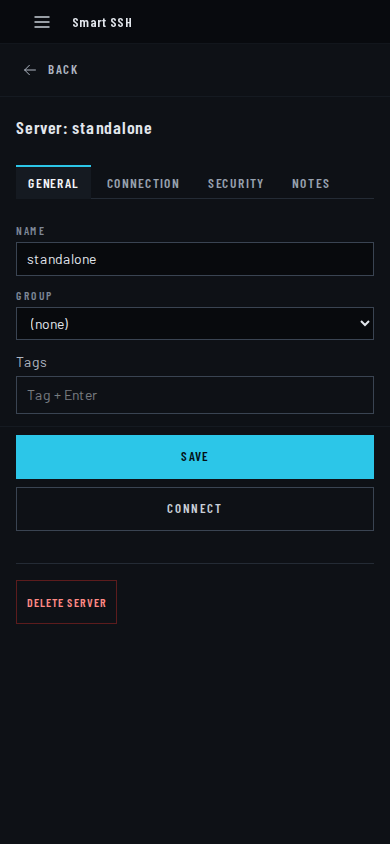 Smart SSH
BACK
Server: standalone
GENERAL CONNECTION SECURITY NOTES
NAME
standalone
GROUP
(none)
Tags
Tag + Enter
SAVE
CONNECT
DELETE SERVER